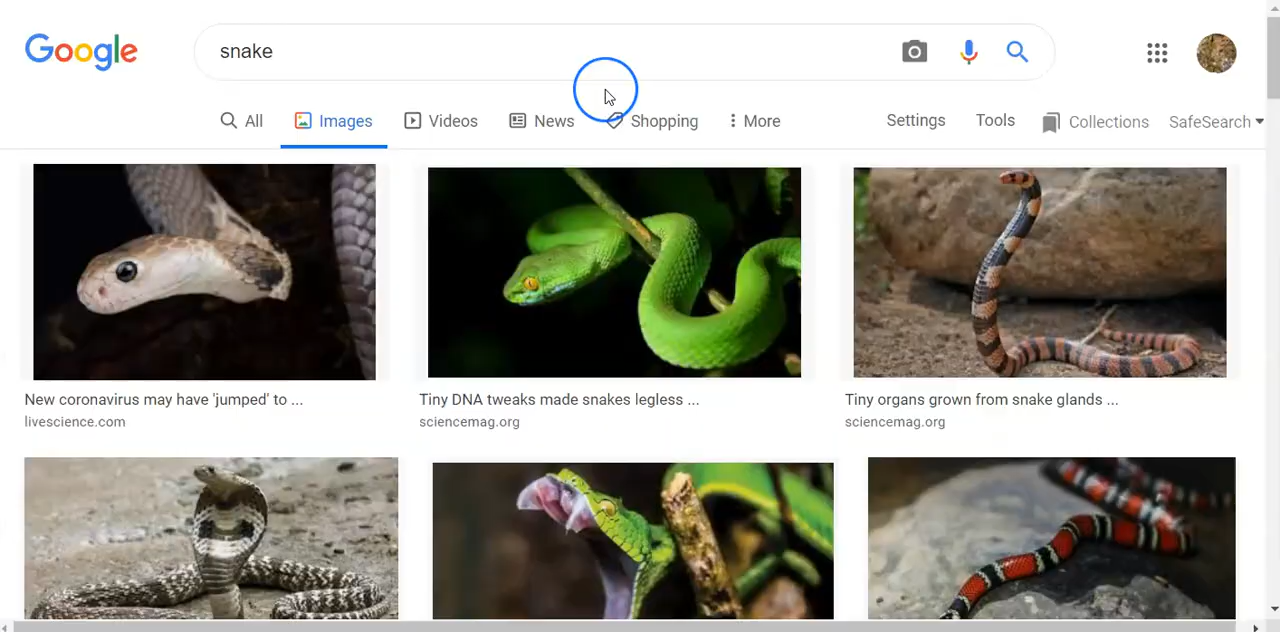 Google snake
All Images Videos News Shopping More Settings Tools Collections SafeSearch
New coronavirus may have 'jumped' to ... Tiny DNA tweaks made snakes legless ... Tiny organs grown from snake glands ...
livescience.com sciencemag.org sciencemag.org